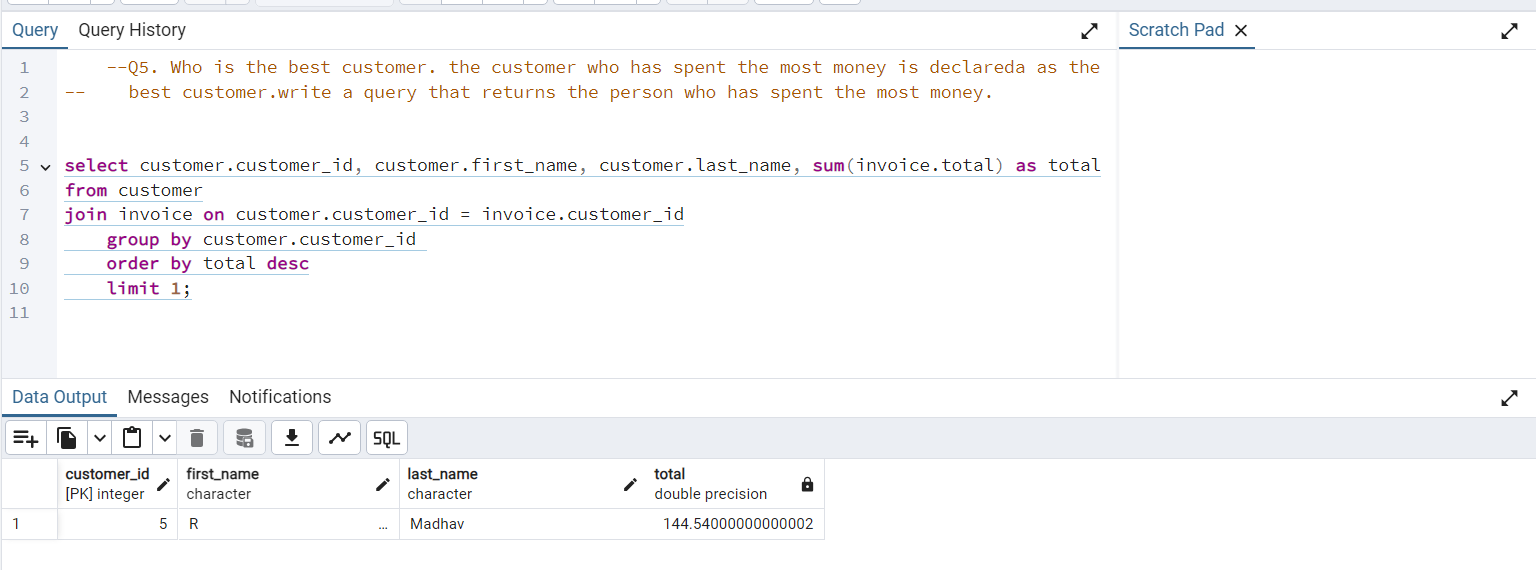 Query Query History
Scratch Pad
1 --Q5. Who is the best customer. the customer who has spent the most money is declareda as the
2 -- best customer.write a query that returns the person who has spent the most money.
3
4
5 select customer.customer_id, customer.first_name, customer.last_name, sum(invoice.total) as total
6 from customer
7 join invoice on customer.customer_id = invoice.customer_id
8 group by customer.customer_id
9 order by total desc
10 limit 1;
11
Data Output Messages Notifications
SQL
customer_id first_name last_name total
[PK] integer character character double precision
1 5 R ... Madhav 144.54000000000002